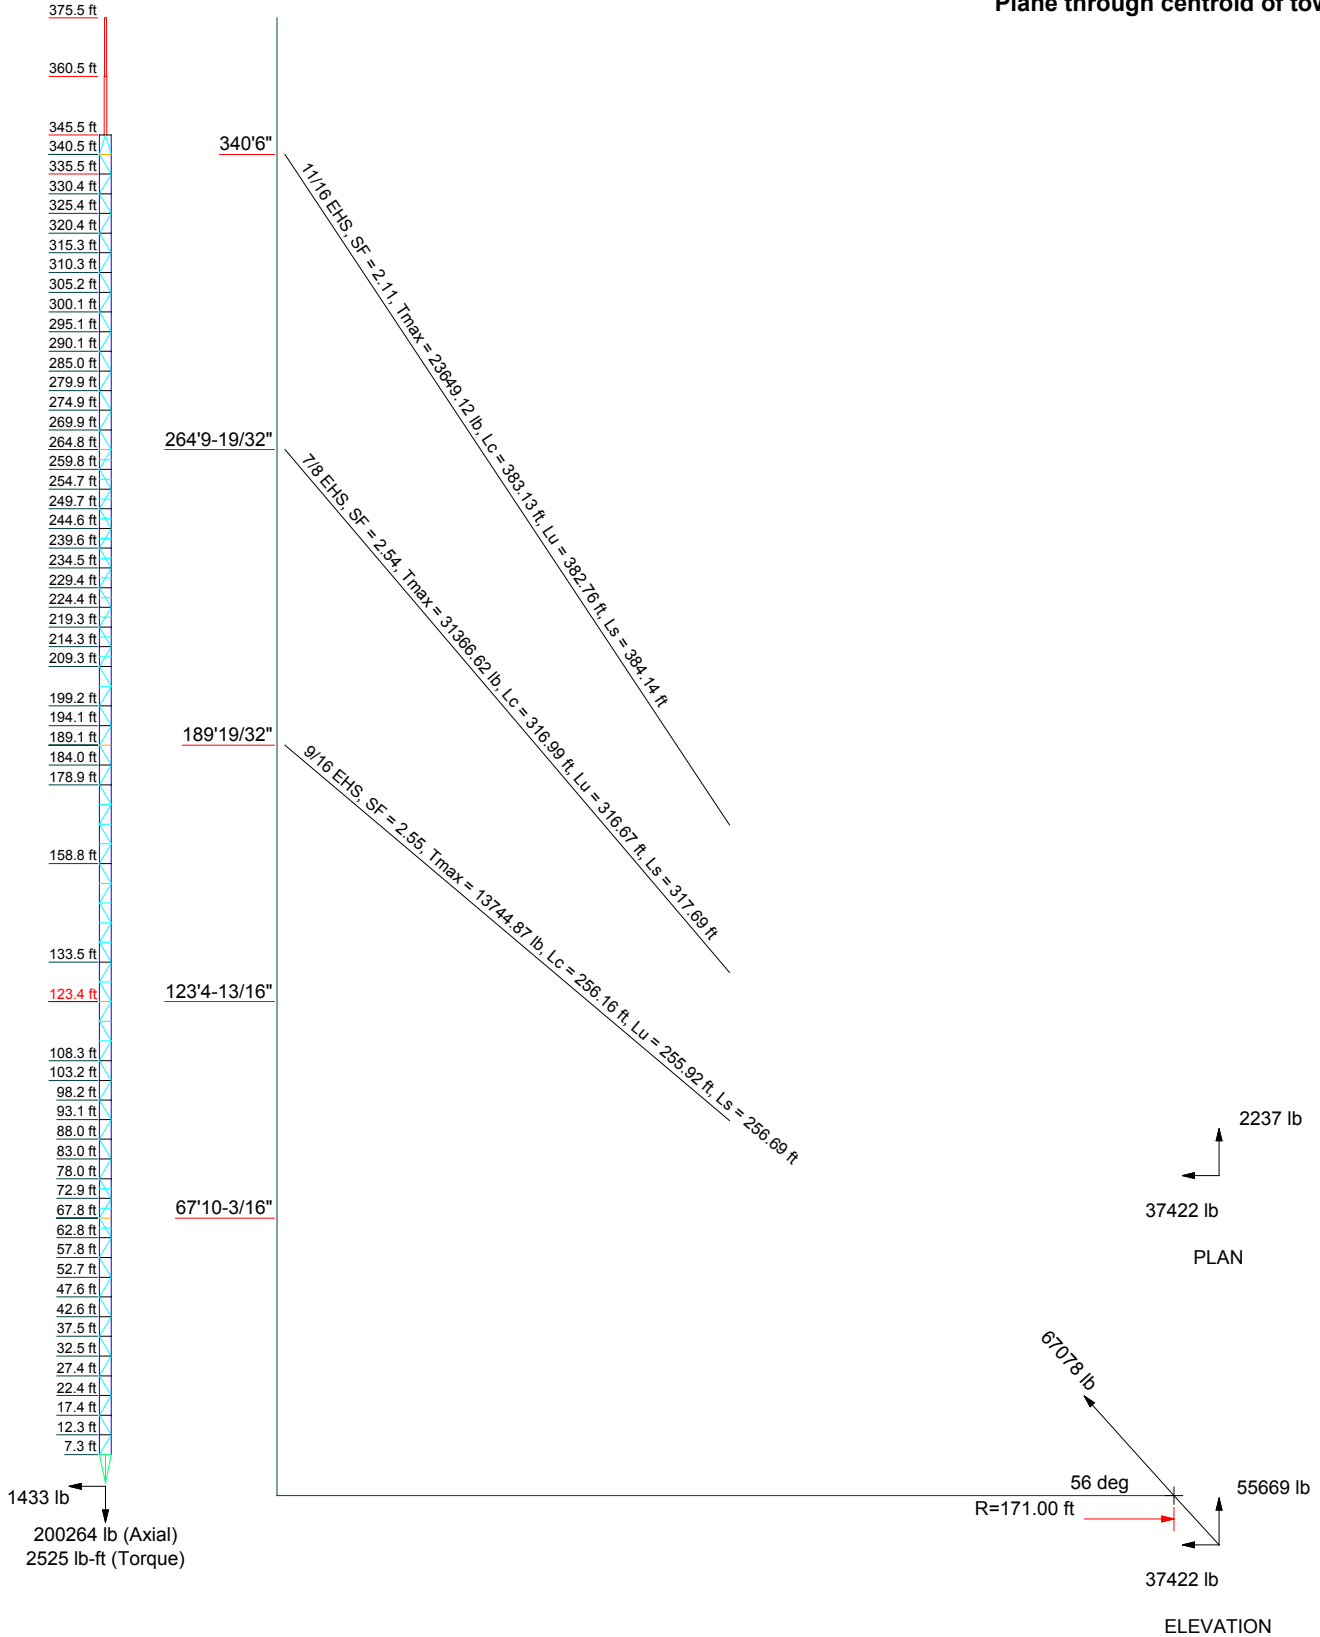 Plane through centroid of tow
375.5 ft
360.5 ft
345.5 ft
340.5 ft
335.5 ft
330.4 ft
325.4 ft
320.4 ft
315.3 ft
310.3 ft
305.2 ft
300.1 ft
295.1 ft
290.1 ft
285.0 ft
279.9 ft
274.9 ft
269.9 ft
264.8 ft
259.8 ft
254.7 ft
249.7 ft
244.6 ft
239.6 ft
234.5 ft
229.4 ft
224.4 ft
219.3 ft
214.3 ft
209.3 ft
199.2 ft
194.1 ft
189.1 ft
184.0 ft
178.9 ft
158.8 ft
133.5 ft
123.4 ft
108.3 ft
103.2 ft
98.2 ft
93.1 ft
88.0 ft
83.0 ft
78.0 ft
72.9 ft
67.8 ft
62.8 ft
57.8 ft
52.7 ft
47.6 ft
42.6 ft
37.5 ft
32.5 ft
27.4 ft
22.4 ft
17.4 ft
12.3 ft
7.3 ft
1433 lb
200264 lb (Axial)
2525 lb-ft (Torque)
340'6"
264'9-19/32"
189'19/32"
123'4-13/16"
67'10-3/16"
11/16 EHS, SF = 2.11, Tmax = 23649.12 lb, Lc = 383.13 ft, Lu = 382.76 ft, Ls = 384.14 ft
7/8 EHS, SF = 2.54, Tmax = 31366.62 lb, Lc = 316.99 ft, Lu = 316.67 ft, Ls = 317.69 ft
9/16 EHS, SF = 2.55, Tmax = 13744.87 lb, Lc = 256.16 ft, Lu = 255.92 ft, Ls = 256.69 ft
2237 lb
37422 lb
PLAN
67078 lb
56 deg
R=171.00 ft
55669 lb
37422 lb
ELEVATION